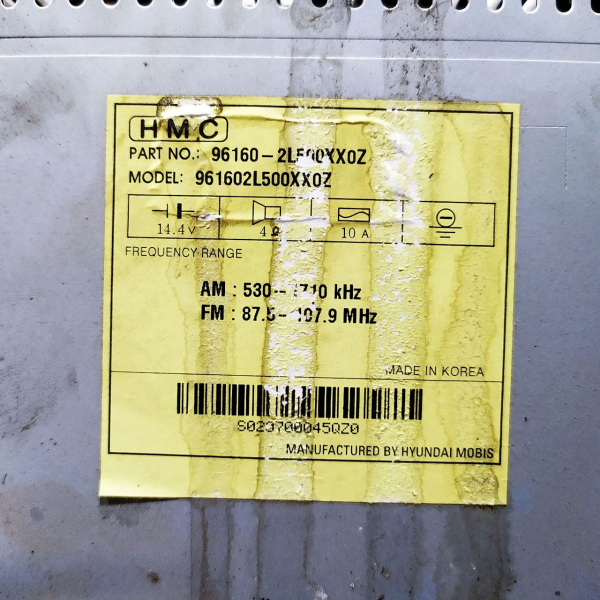 HMC
PART NO.: 96160-2L500XX0Z
MODEL: 961602L500XX0Z
14.4V 4Ω 10 A
FREQUENCY RANGE
AM : 530- 1710 kHz
FM : 87.5- 107.9 MHz
MADE IN KOREA
S023700045QZ0
MANUFACTURED BY HYUNDAI MOBIS